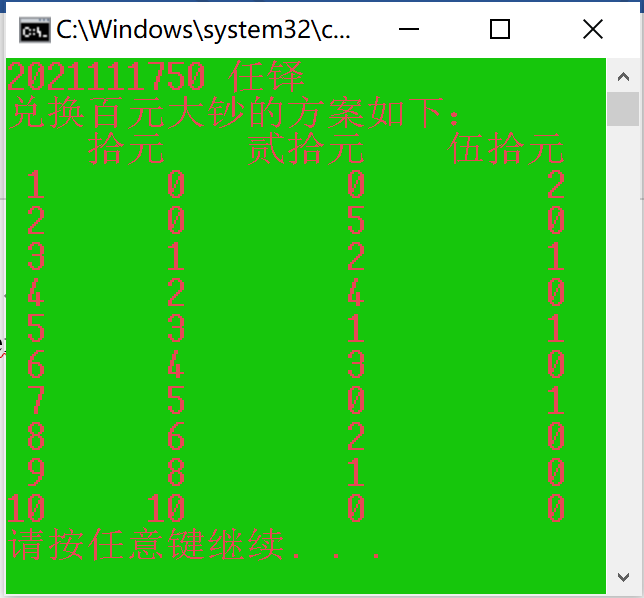 C:\Windows\system32\c...
2021111750 任铎
兑换百元大钞的方案如下:
拾元 贰拾元 伍拾元
1 0 0 2
2 0 5 0
3 1 2 1
4 2 4 0
5 3 1 1
6 4 3 0
7 5 0 1
8 6 2 0
9 8 1 0
10 10 0 0
请按任意键继续. . .